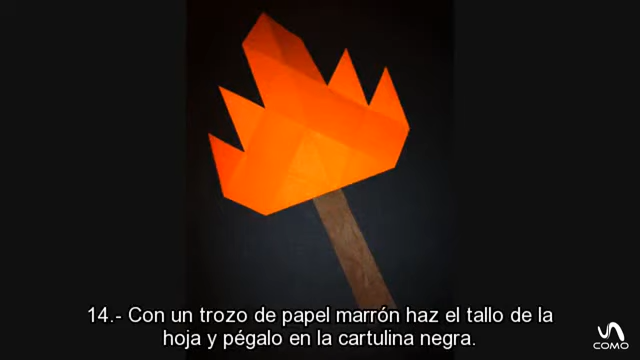 14.- Con un trozo de papel marrón haz el tallo de la
hoja y pégalo en la cartulina negra.
COMO